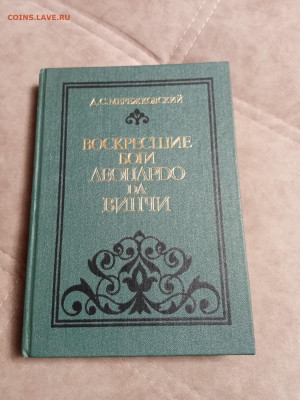 COINS.LAVE.RU
Д.С.МЕРЕЖКОВСКИЙ
ВОСКРЕСШИЕ
БОГИ
ЛЕОНАРДО
ДА
ВИНЧИ